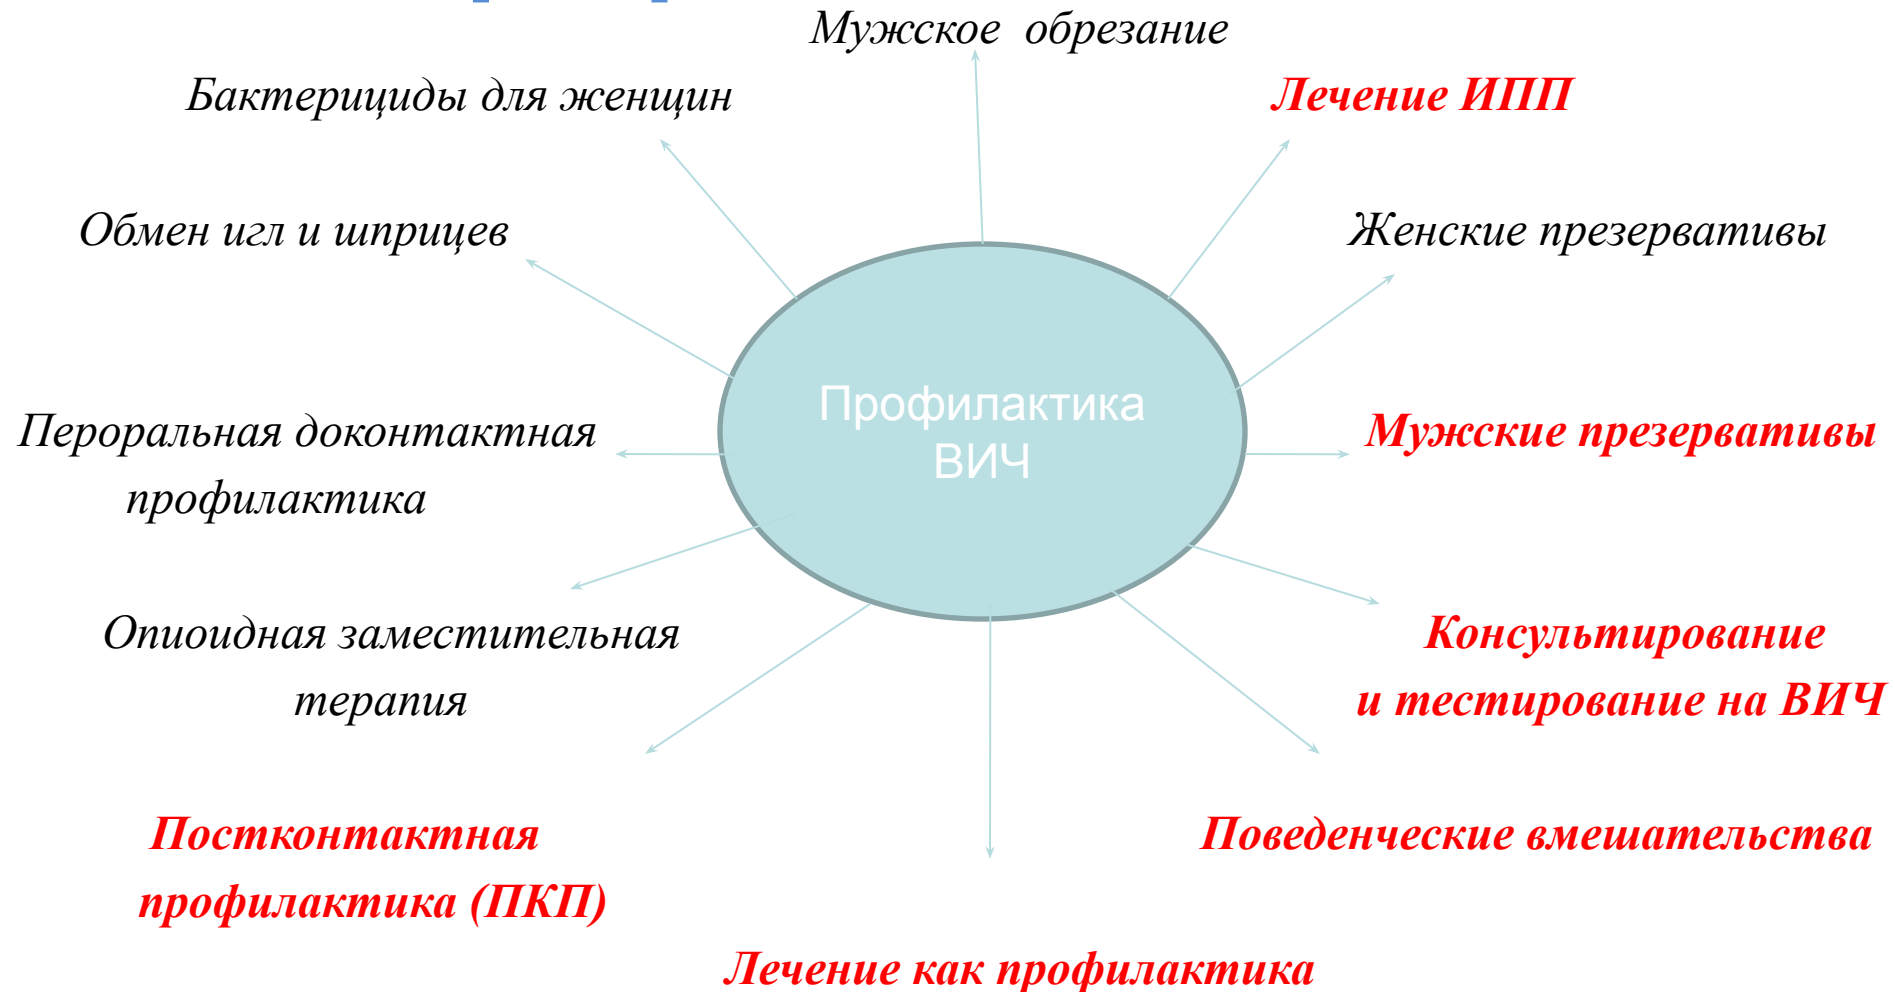 Мужское обрезание
Бактерициды для женщин
Лечение ИПП
Обмен игл и шприцев
Женские презервативы
Профилактика
ВИЧ
Пероральная доконтактная
профилактика
Мужские презервативы
Опиоидная заместительная
терапия
Консультирование
и тестирование на ВИЧ
Постконтактная
профилактика (ПКП)
Поведенческие вмешательства
Лечение как профилактика